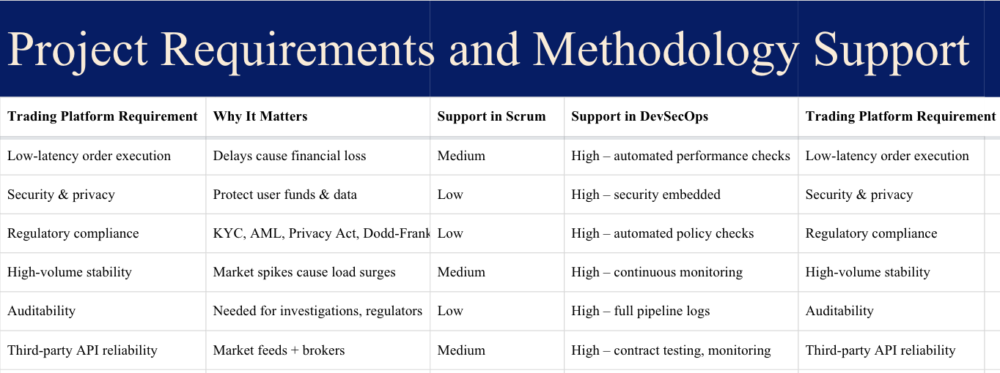 Project Requirements and Methodology Support
Trading Platform Requirement Why It Matters Support in Scrum Support in DevSecOps Trading Platform Requirement
Low-latency order execution Delays cause financial loss Medium High – automated performance checks Low-latency order execution
Security & privacy Protect user funds & data Low High – security embedded Security & privacy
Regulatory compliance KYC, AML, Privacy Act, Dodd-Frank Low High – automated policy checks Regulatory compliance
High-volume stability Market spikes cause load surges Medium High – continuous monitoring High-volume stability
Auditability Needed for investigations, regulators Low High – full pipeline logs Auditability
Third-party API reliability Market feeds + brokers Medium High – contract testing, monitoring Third-party API reliability